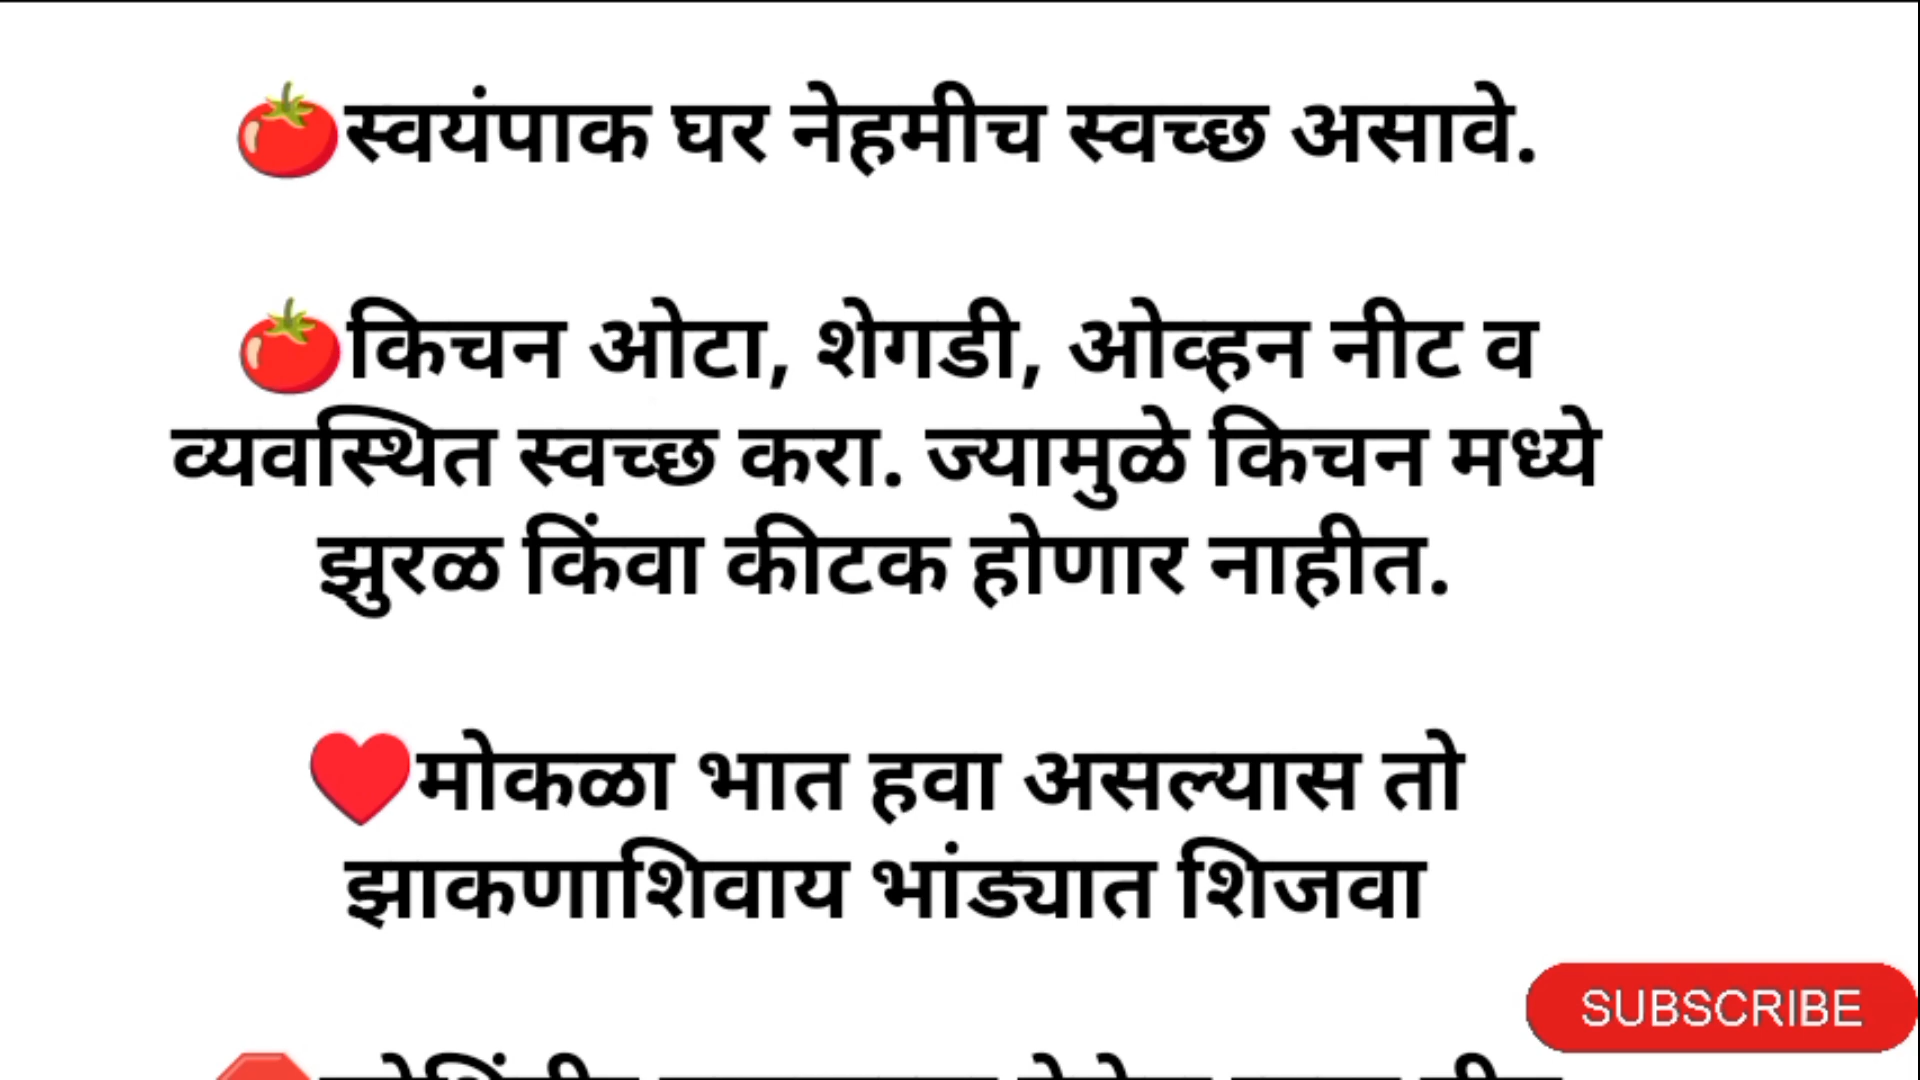 🍅स्वयंपाक घर नेहमीच स्वच्छ असावे.
🍅किचन ओटा, शेगडी, ओव्हन नीट व
व्यवस्थित स्वच्छ करा. ज्यामुळे किचन मध्ये
झुरळ किंवा कीटक होणार नाहीत.
♥️मोकळा भात हवा असल्यास तो
झाकणाशिवाय भांड्यात शिजवा
SUBSCRIBE